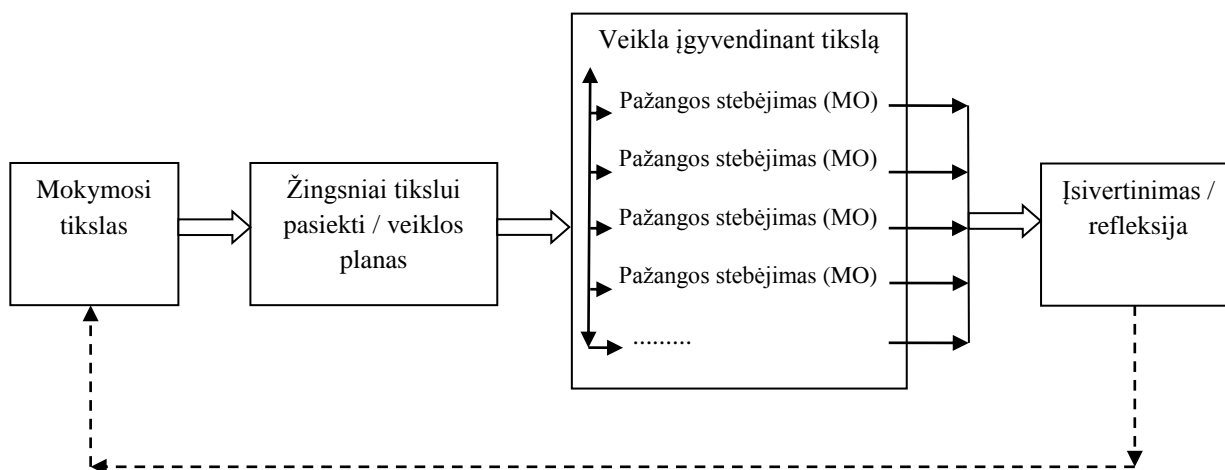 Mokymosi
tikslas
Žingsniai tikslui
pasiekti / veiklos
planas
Veikla įgyvendinant tikslą
Pažangos stebėjimas (MO)
Pažangos stebėjimas (MO)
Pažangos stebėjimas (MO)
Pažangos stebėjimas (MO)
.........
Įsivertinimas /
refleksija